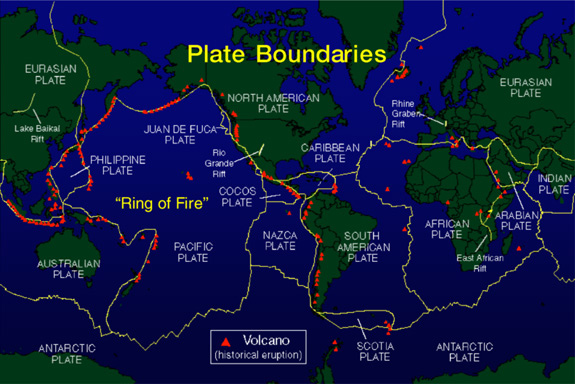 Plate Boundaries
EURASIAN
PLATE
EURASIAN
PLATE
NORTH AMERICAN
PLATE
Rhine
Graben
Rift
Lake Baikal
Rift
JUAN DE FUCA
PLATE
CARIBBEAN
PLATE
Rio
Grande
Rift
PHILIPPINE
PLATE
INDIAN
PLATE
COCOS
PLATE
"Ring of Fire"
ARABIAN
PLATE
AFRICAN
PLATE
NAZCA
PLATE
SOUTH
AMERICAN
PLATE
PACIFIC
PLATE
East African
Rift
AUSTRALIAN
PLATE
Volcano
(historical eruption)
ANTARCTIC
PLATE
SCOTIA
PLATE
ANTARCTIC
PLATE